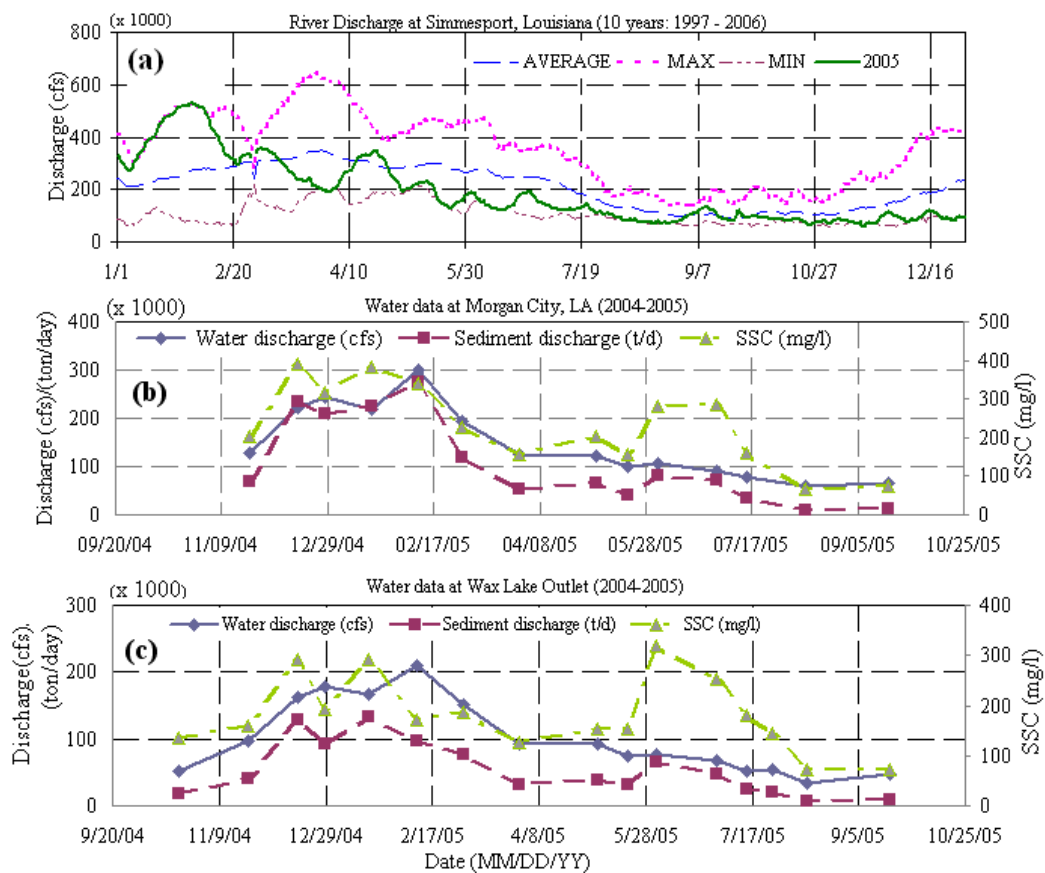 (x 1000)
River Discharge at Simmesport, Louisiana (10 years: 1997 - 2006)
800
600
400
200
0
Discharge (cfs)
(a)
AVERAGE MAX MIN 2005
1/1 2/20 4/10 5/30 7/19 9/7 10/27 12/16
(x 1000)
Water data at Morgan City, LA (2004-2005)
400
300
200
100
0
Discharge (cfs)/(ton/day)
(b)
Water discharge (cfs) Sediment discharge (t/d) SSC (mg/l)
500
400
300
200
100
0
SSC (mg/l)
09/20/04 11/09/04 12/29/04 02/17/05 04/08/05 05/28/05 07/17/05 09/05/05 10/25/05
(x 1000)
Water data at Wax Lake Outlet (2004-2005)
300
200
100
0
Discharge(cfs),
(ton/day)
(c)
Water discharge (cfs) Sediment discharge (t/d) SSC (mg/l)
400
300
200
100
0
SSC (mg/l)
9/20/04 11/9/04 12/29/04 2/17/05 4/8/05 5/28/05 7/17/05 9/5/05 10/25/05
Date (MM/DD/YY)